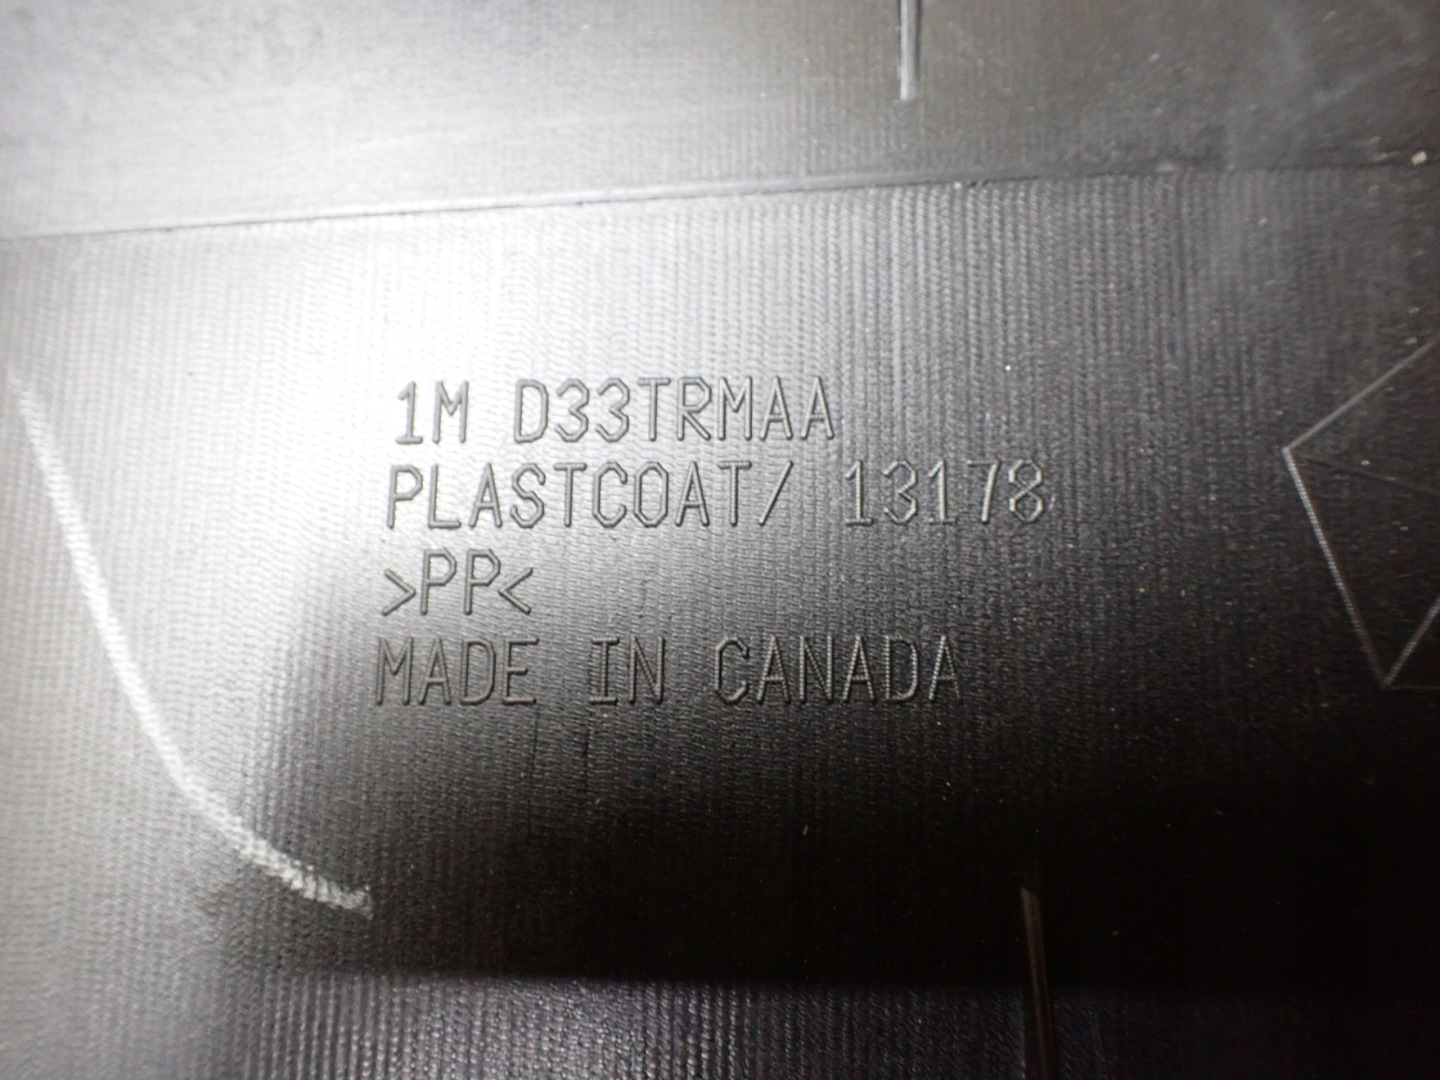 1M D33TRMAA
PLASTCOAT/ 13178
>PP<
MADE IN CANADA